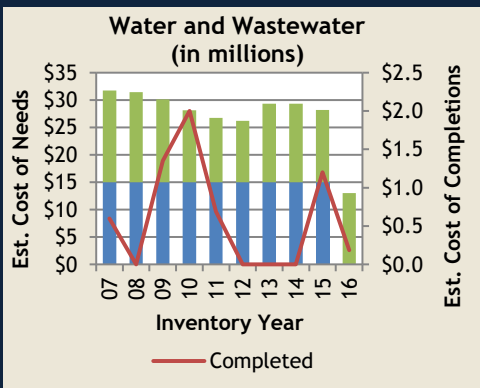 Water and Wastewater
(in millions)
Est. Cost of Needs
$35
$30
$25
$20
$15
$10
$5
$0
$2.5
$2.0
$1.5
$1.0
$0.5
$0.0
Est. Cost of Completions
07 08 09 10 11 12 13 14 15 16
Inventory Year
Completed